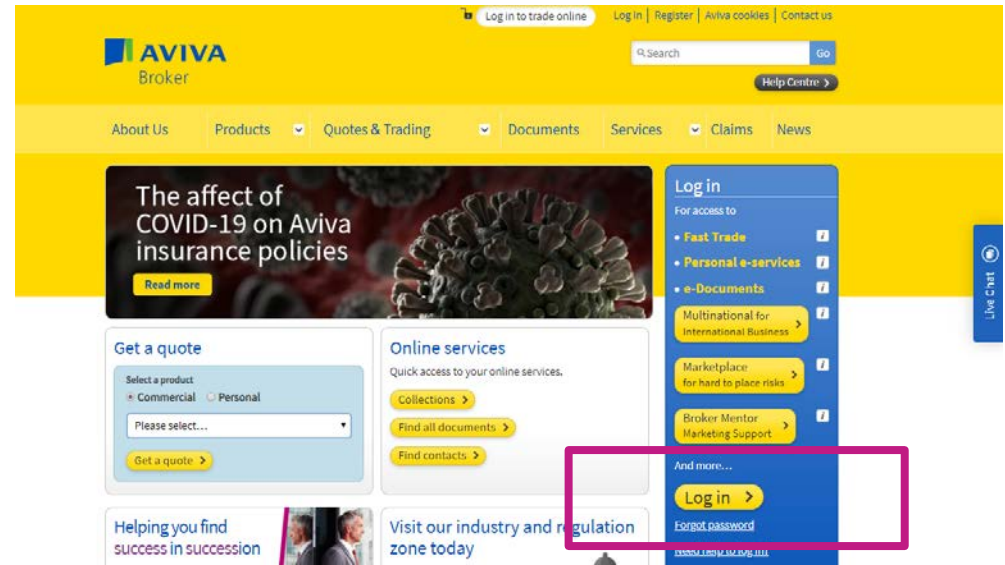 Log in to trade online
Log in | Register | Aviva cookies | Contact us
AVIVA
Broker
Search
Go
Help Centre
About Us
Products
Quotes & Trading
Documents
Services
Claims
News
The affect of
COVID-19 on Aviva
insurance policies
Read more
Log in
For access to
• Fast Trade
• Personal e-services
• e-Documents
Multinational for
International Business
Marketplace
for hard to place risks
Broker Mentor
Marketing Support
And more...
Log in
Forgot password
Need help to log in?
Live Chat
Get a quote
Select a product
Commercial
Personal
Please select...
Get a quote
Online services
Quick access to your online services.
Collections
Find all documents
Find contacts
Helping you find
success in succession
Visit our industry and regulation
zone today